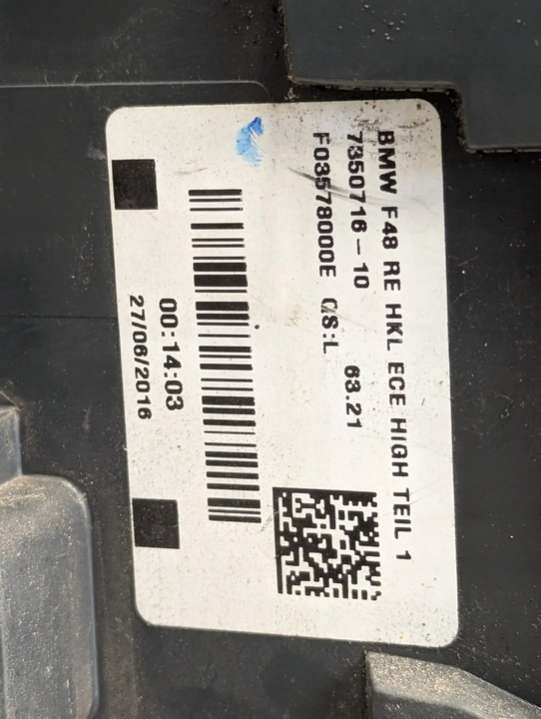 BMW F48 RE HKL ECE HIGH TEIL 1
7350716-10 63.21
F03578000E CS:L
00:14:03
27/06/2016